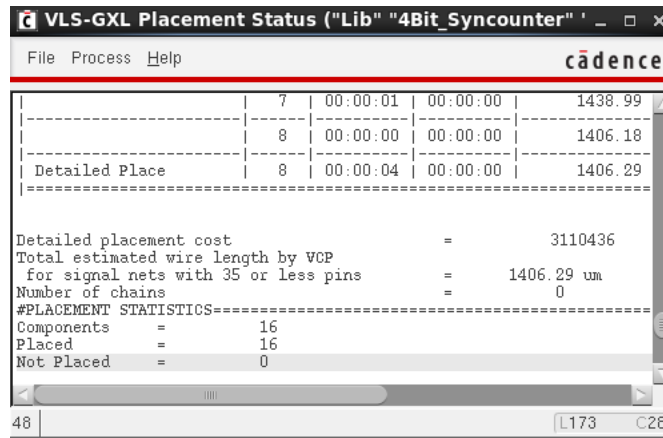 VLS-GXL Placement Status ("Lib" "4Bit_Syncounter" '
File Process Help
cādence
| | 7 | 00:00:01 | 00:00:00 | 1438.99
|-----------------------|------|----------|----------|-------------
| | 8 | 00:00:00 | 00:00:00 | 1406.18
|-----------------------|------|----------|----------|-------------
| Detailed Place | 8 | 00:00:04 | 00:00:00 | 1406.29
|==================================================================
Detailed placement cost = 3110436
Total estimated wire length by VCP
for signal nets with 35 or less pins = 1406.29 um
Number of chains = 0
#PLACEMENT STATISTICS==============================================
Components = 16
Placed = 16
Not Placed = 0
48 L173 C28